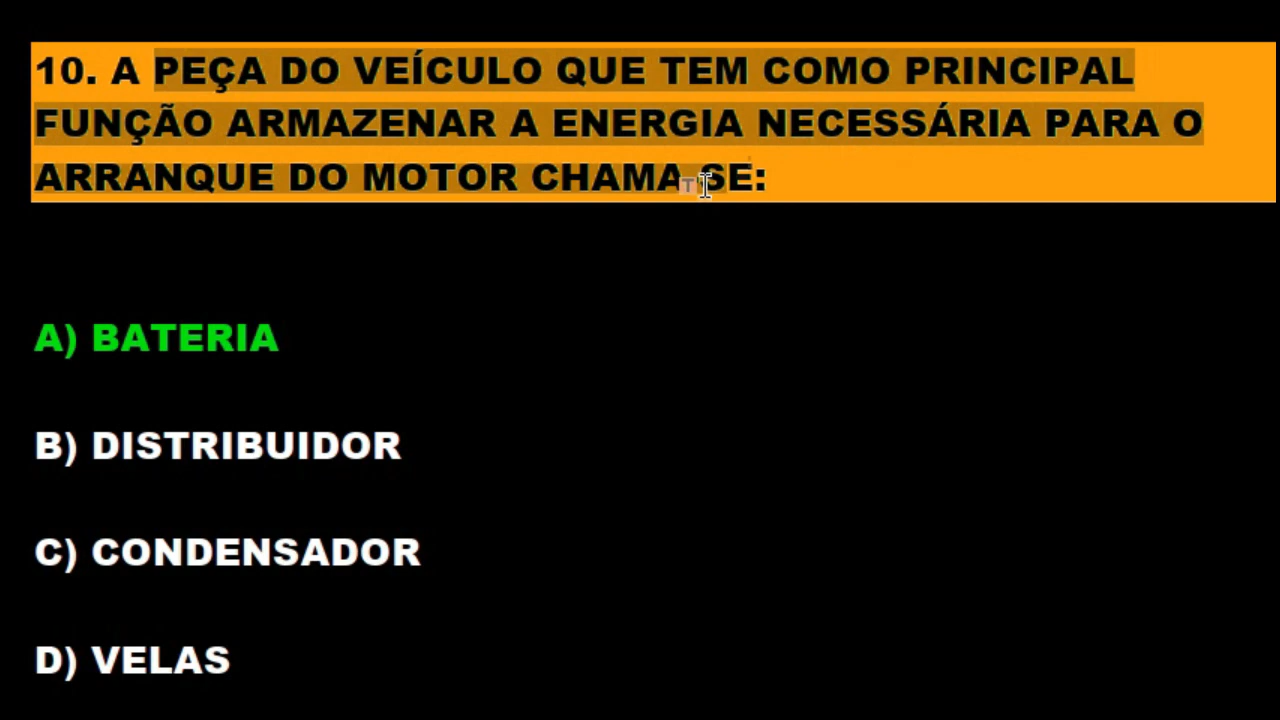 10. A PEÇA DO VEÍCULO QUE TEM COMO PRINCIPAL
FUNÇÃO ARMAZENAR A ENERGIA NECESSÁRIA PARA O
ARRANQUE DO MOTOR CHAMA-SE:
A) BATERIA
B) DISTRIBUIDOR
C) CONDENSADOR
D) VELAS